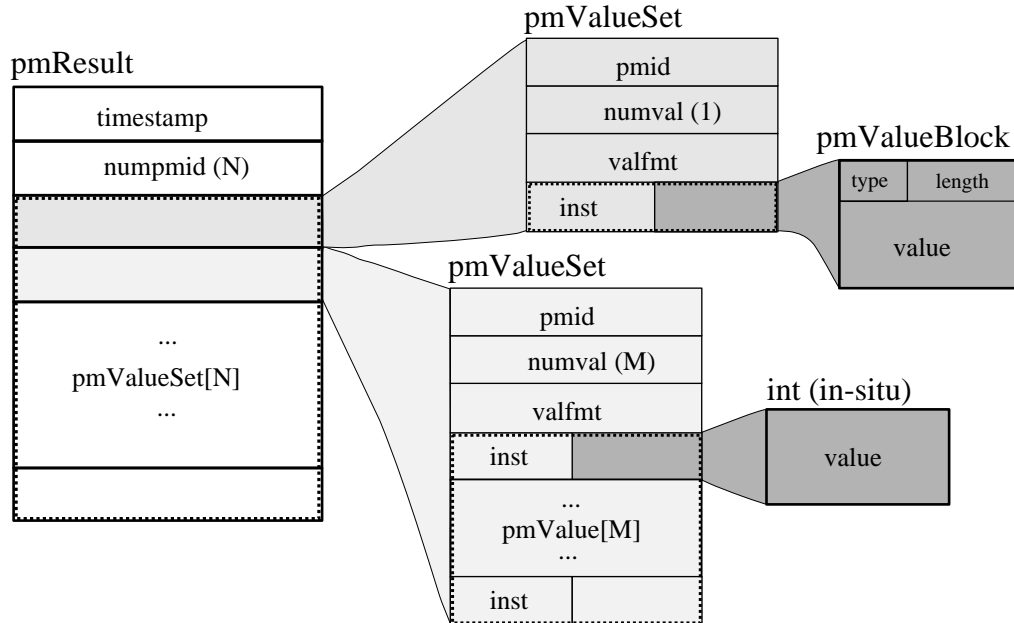 pmResult
timestamp
numpmid (N)
...
pmValueSet[N]
...
pmValueSet
pmid
numval (1)
valfmt
inst
pmValueBlock
type length
value
pmValueSet
pmid
numval (M)
valfmt
inst
...
pmValue[M]
...
inst
int (in-situ)
value